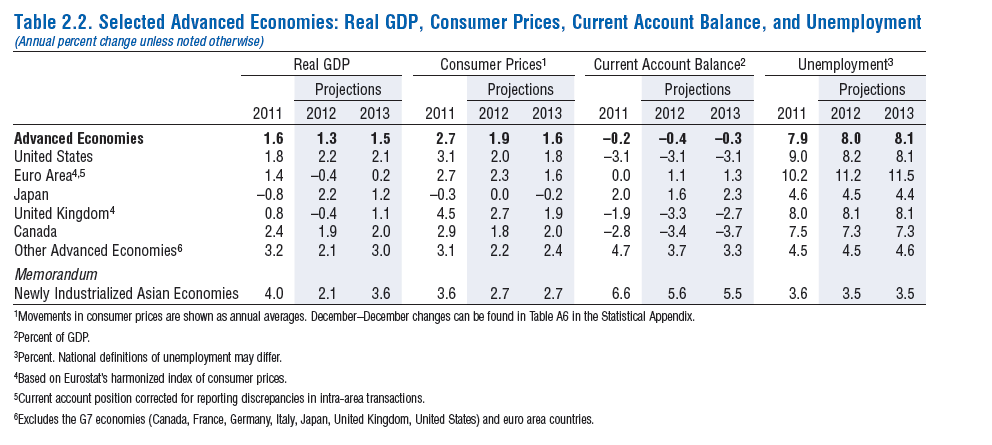 Table 2.2. Selected Advanced Economies: Real GDP, Consumer Prices, Current Account Balance, and Unemployment
(Annual percent change unless noted otherwise)
Real GDP Consumer Prices¹ Current Account Balance² Unemployment³
Projections Projections Projections Projections
2011 2012 2013 2011 2012 2013 2011 2012 2013 2011 2012 2013
Advanced Economies 1.6 1.3 1.5 2.7 1.9 1.6 –0.2 –0.4 –0.3 7.9 8.0 8.1
United States 1.8 2.2 2.1 3.1 2.0 1.8 –3.1 –3.1 –3.1 9.0 8.2 8.1
Euro Area⁴,⁵ 1.4 –0.4 0.2 2.7 2.3 1.6 0.0 1.1 1.3 10.2 11.2 11.5
Japan –0.8 2.2 1.2 –0.3 0.0 –0.2 2.0 1.6 2.3 4.6 4.5 4.4
United Kingdom⁴ 0.8 –0.4 1.1 4.5 2.7 1.9 –1.9 –3.3 –2.7 8.0 8.1 8.1
Canada 2.4 1.9 2.0 2.9 1.8 2.0 –2.8 –3.4 –3.7 7.5 7.3 7.3
Other Advanced Economies⁶ 3.2 2.1 3.0 3.1 2.2 2.4 4.7 3.7 3.3 4.5 4.5 4.6
Memorandum
Newly Industrialized Asian Economies 4.0 2.1 3.6 3.6 2.7 2.7 6.6 5.6 5.5 3.6 3.5 3.5
¹Movements in consumer prices are shown as annual averages. December–December changes can be found in Table A6 in the Statistical Appendix.
²Percent of GDP.
³Percent. National definitions of unemployment may differ.
⁴Based on Eurostat's harmonized index of consumer prices.
⁵Current account position corrected for reporting discrepancies in intra-area transactions.
⁶Excludes the G7 economies (Canada, France, Germany, Italy, Japan, United Kingdom, United States) and euro area countries.